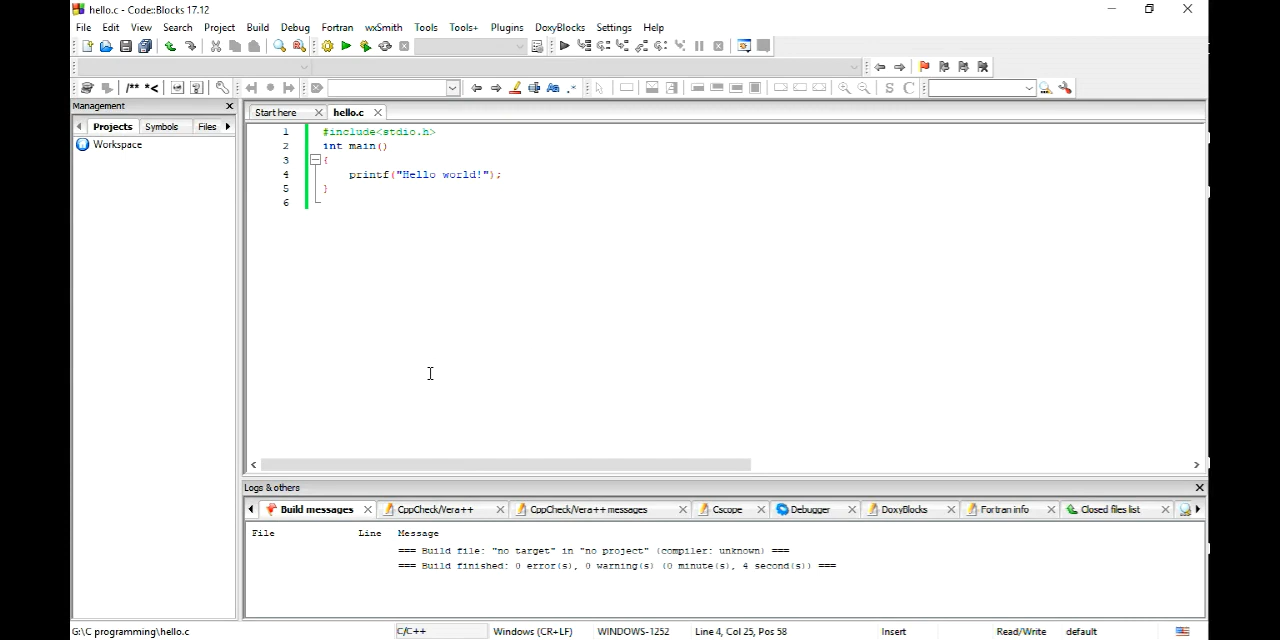 hello.c - Code::Blocks 17.12
File Edit View Search Project Build Debug Fortran wxSmith Tools Tools+ Plugins DoxyBlocks Settings Help
/** *<
S C
Management
Projects Symbols Files
Workspace
Start here hello.c
1 #include<stdio.h>
2 int main()
3 {
4 printf("Hello world!");
5 }
6
Logs & others
Build messages CppCheck/Vera++ CppCheck/Vera++ messages Cscope Debugger DoxyBlocks Fortran info Closed files list
File Line Message
=== Build file: "no target" in "no project" (compiler: unknown) ===
=== Build finished: 0 error(s), 0 warning(s) (0 minute(s), 4 second(s)) ===
G:\C programming\hello.c C/C++ Windows (CR+LF) WINDOWS-1252 Line 4, Col 25, Pos 58 Insert Read/Write default